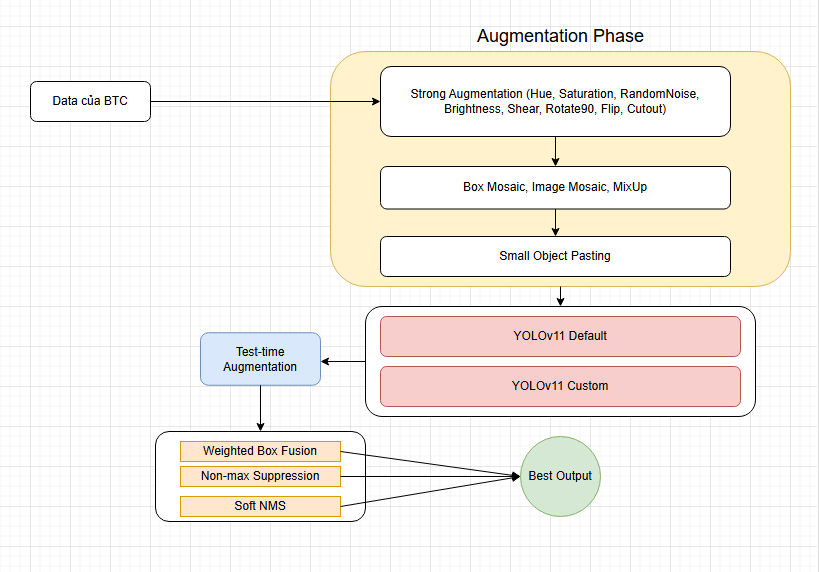 Augmentation Phase
Data của BTC
Strong Augmentation (Hue, Saturation, RandomNoise,
Brightness, Shear, Rotate90, Flip, Cutout)
Box Mosaic, Image Mosaic, MixUp
Small Object Pasting
YOLOv11 Default
YOLOv11 Custom
Test-time
Augmentation
Weighted Box Fusion
Non-max Suppression
Soft NMS
Best Output